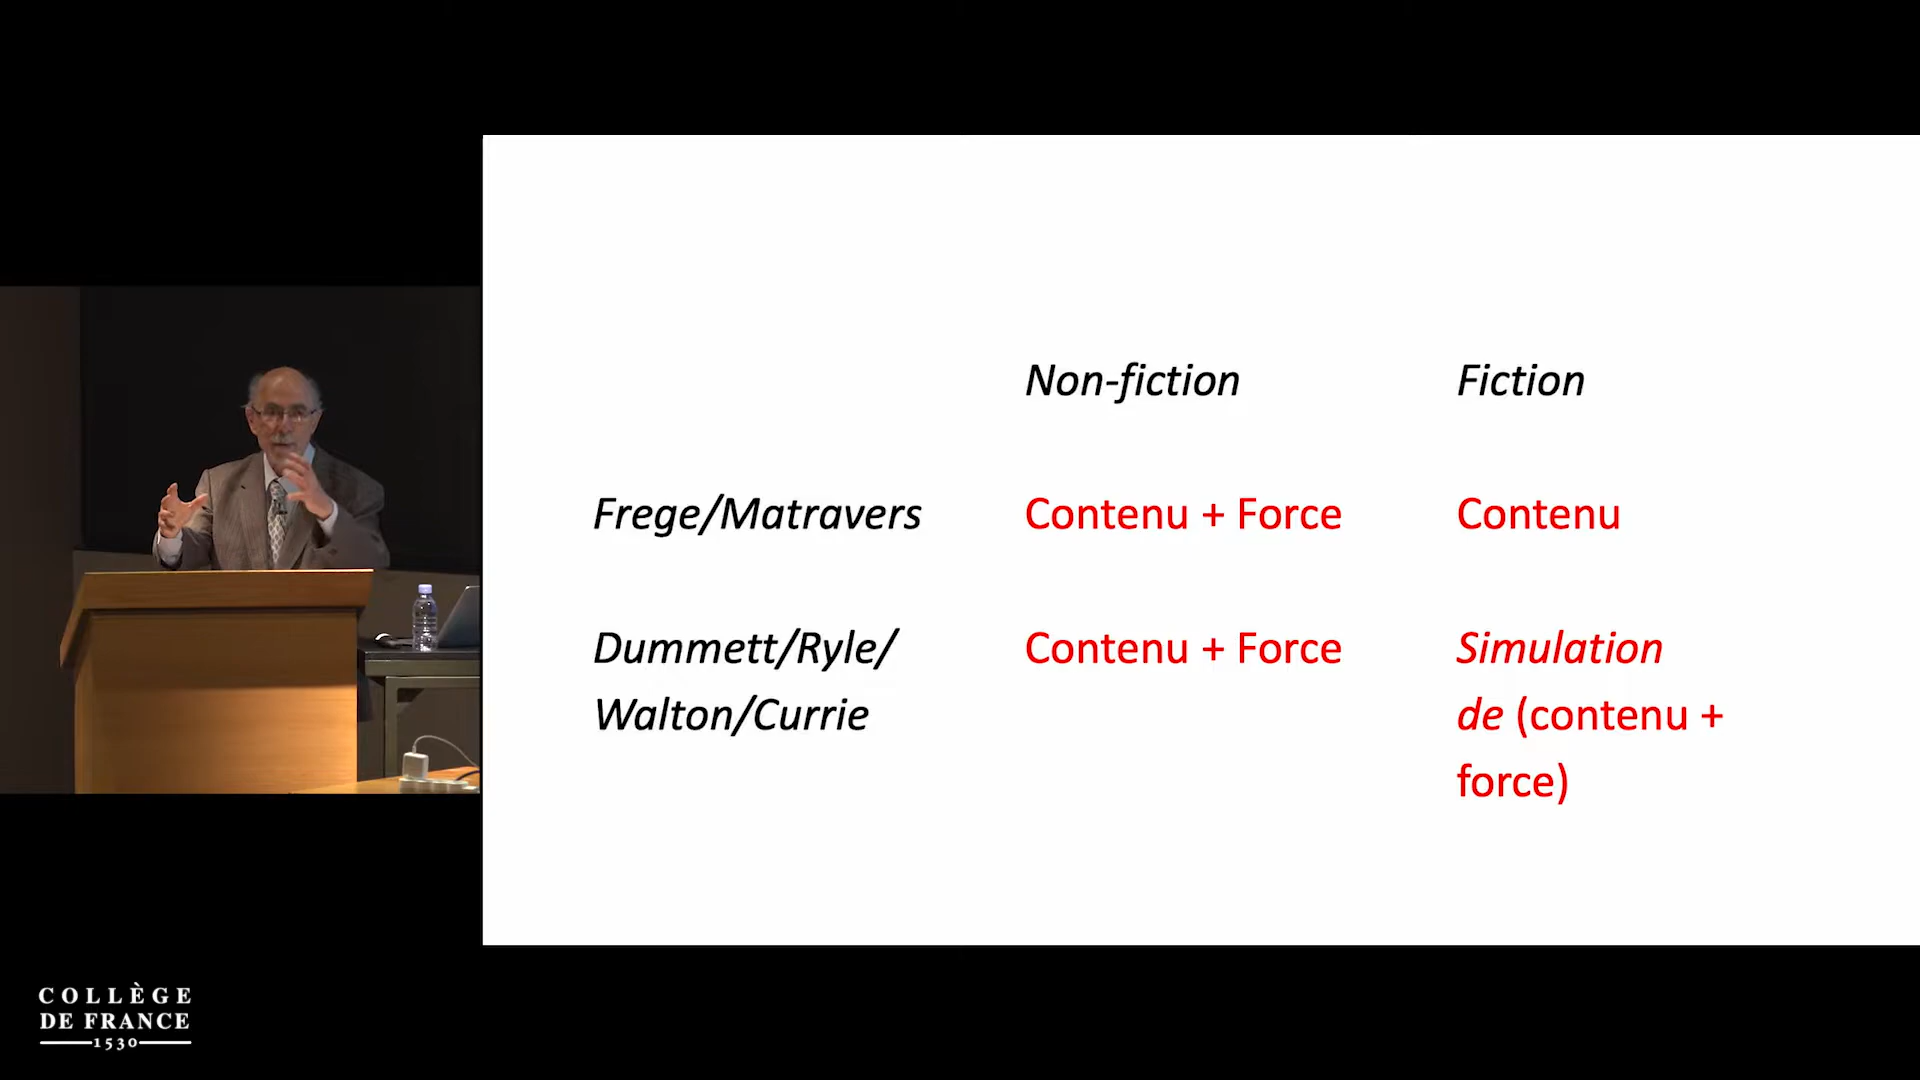 Non-fiction Fiction
Frege/Matravers Contenu + Force Contenu
Dummett/Ryle/ Contenu + Force Simulation
Walton/Currie de (contenu +
force)
COLLÈGE
DE FRANCE
1530